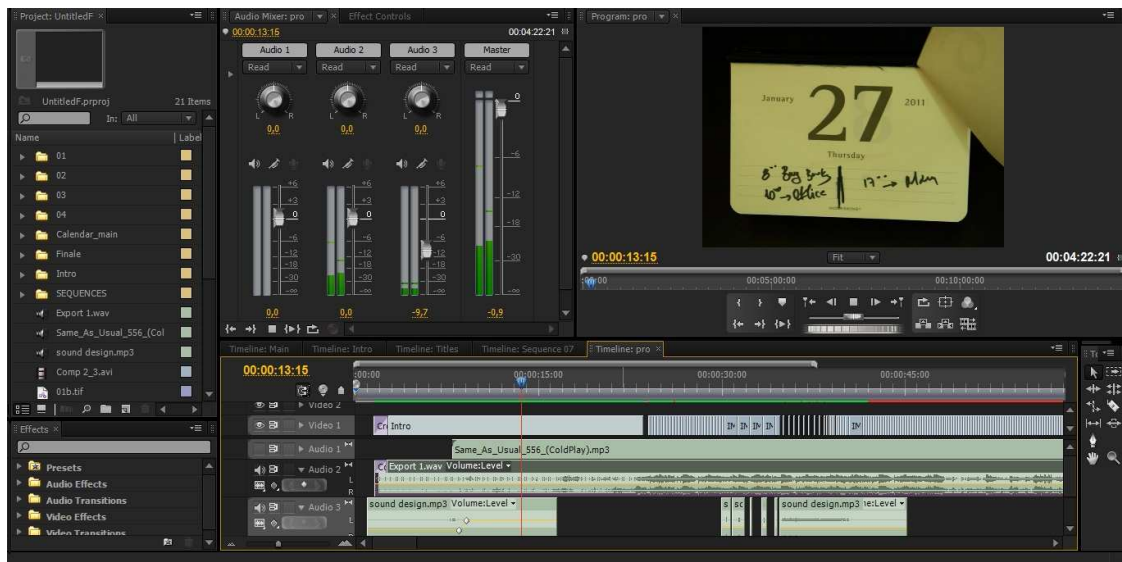 Project: UntitledF
UntitledF.prproj
21 Items
In: All
Name
Label
01
02
03
04
Calendar_main
Finale
Intro
SEQUENCES
Export 1.wav
Same_As_Usual_556_(Col
sound design.mp3
Comp 2_3.avi
01b.tif
Effects
Presets
Audio Effects
Audio Transitions
Video Effects
Video Transitions
Audio Mixer: pro
Effect Controls
00:00:13:15
00:04:22:21
Audio 1 Audio 2 Audio 3 Master
Read Read Read Read
L R L R L R
0,0 0,0 0,0
0,0 0,0 -9,7 -0,9
Program: pro
January 27 2011
Thursday
00:00:13:15
Fit
00:04:22:21
00:05:00:00 00:10:00:00
Timeline: Main Timeline: Intro Timeline: Titles Timeline: Sequence 07 Timeline: pro
00:00:13:15
00:00 00:00:15:00 00:00:30:00 00:00:45:00
Video 2
Video 1
Intro
Audio 1
Same_As_Usual_556_(ColdPlay).mp3
Audio 2
Export 1.wav Volume:Level
Audio 3
sound design.mp3 Volume:Level
sound design.mp3